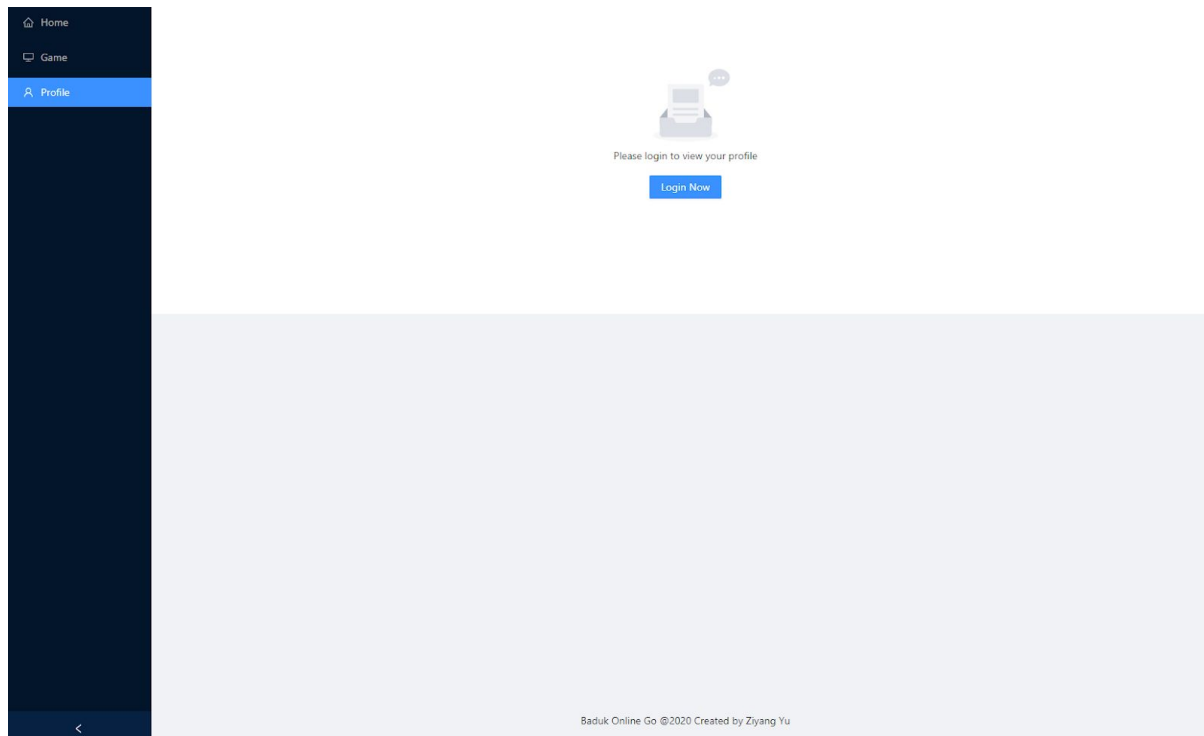 Home
Game
Profile
Please login to view your profile
Login Now
Baduk Online Go @2020 Created by Ziyang Yu